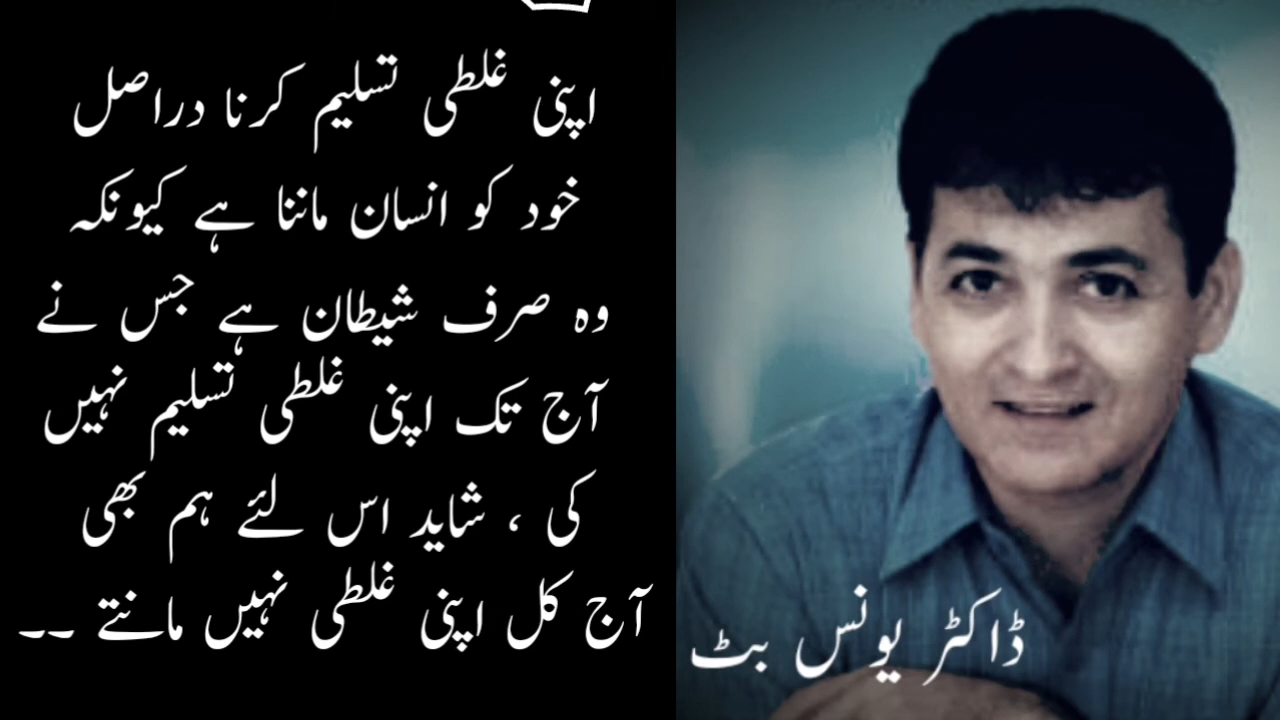 اپنی غلطی تسلیم کرنا دراصل
خود کو انسان ماننا ہے کیونکہ
وہ صرف شیطان ہے جس نے
آج تک اپنی غلطی تسلیم نہیں
کی ، شاید اس لئے ہم بھی
آج کل اپنی غلطی نہیں مانتے ۔۔
ڈاکٹر یونس بٹ